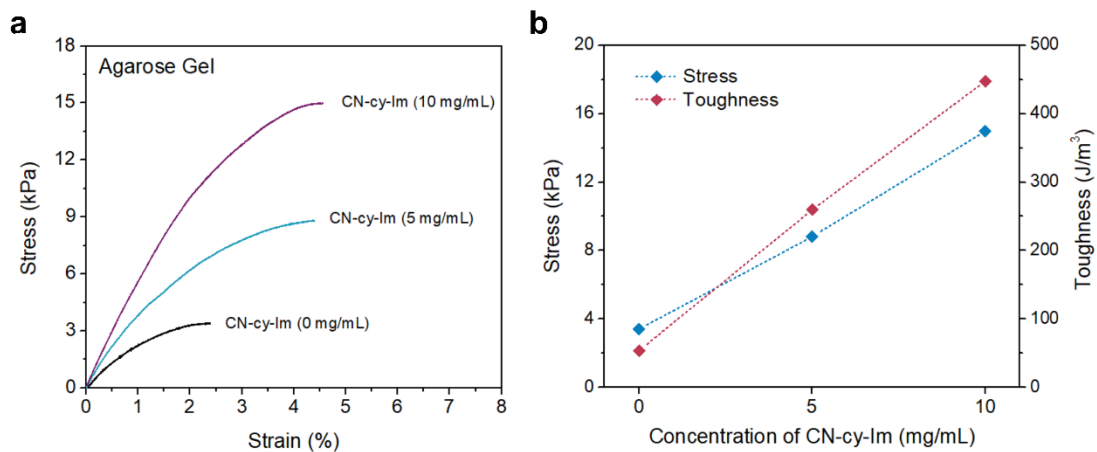 a
18
15
12
9
6
3
0
Stress (kPa)
Agarose Gel
CN-cy-Im (10 mg/mL)
CN-cy-Im (5 mg/mL)
CN-cy-Im (0 mg/mL)
0 1 2 3 4 5 6 7 8
Strain (%)
b
20
16
12
8
4
0
Stress (kPa)
Stress
Toughness
500
400
300
200
100
0
Toughness (J/m³)
0 5 10
Concentration of CN-cy-Im (mg/mL)